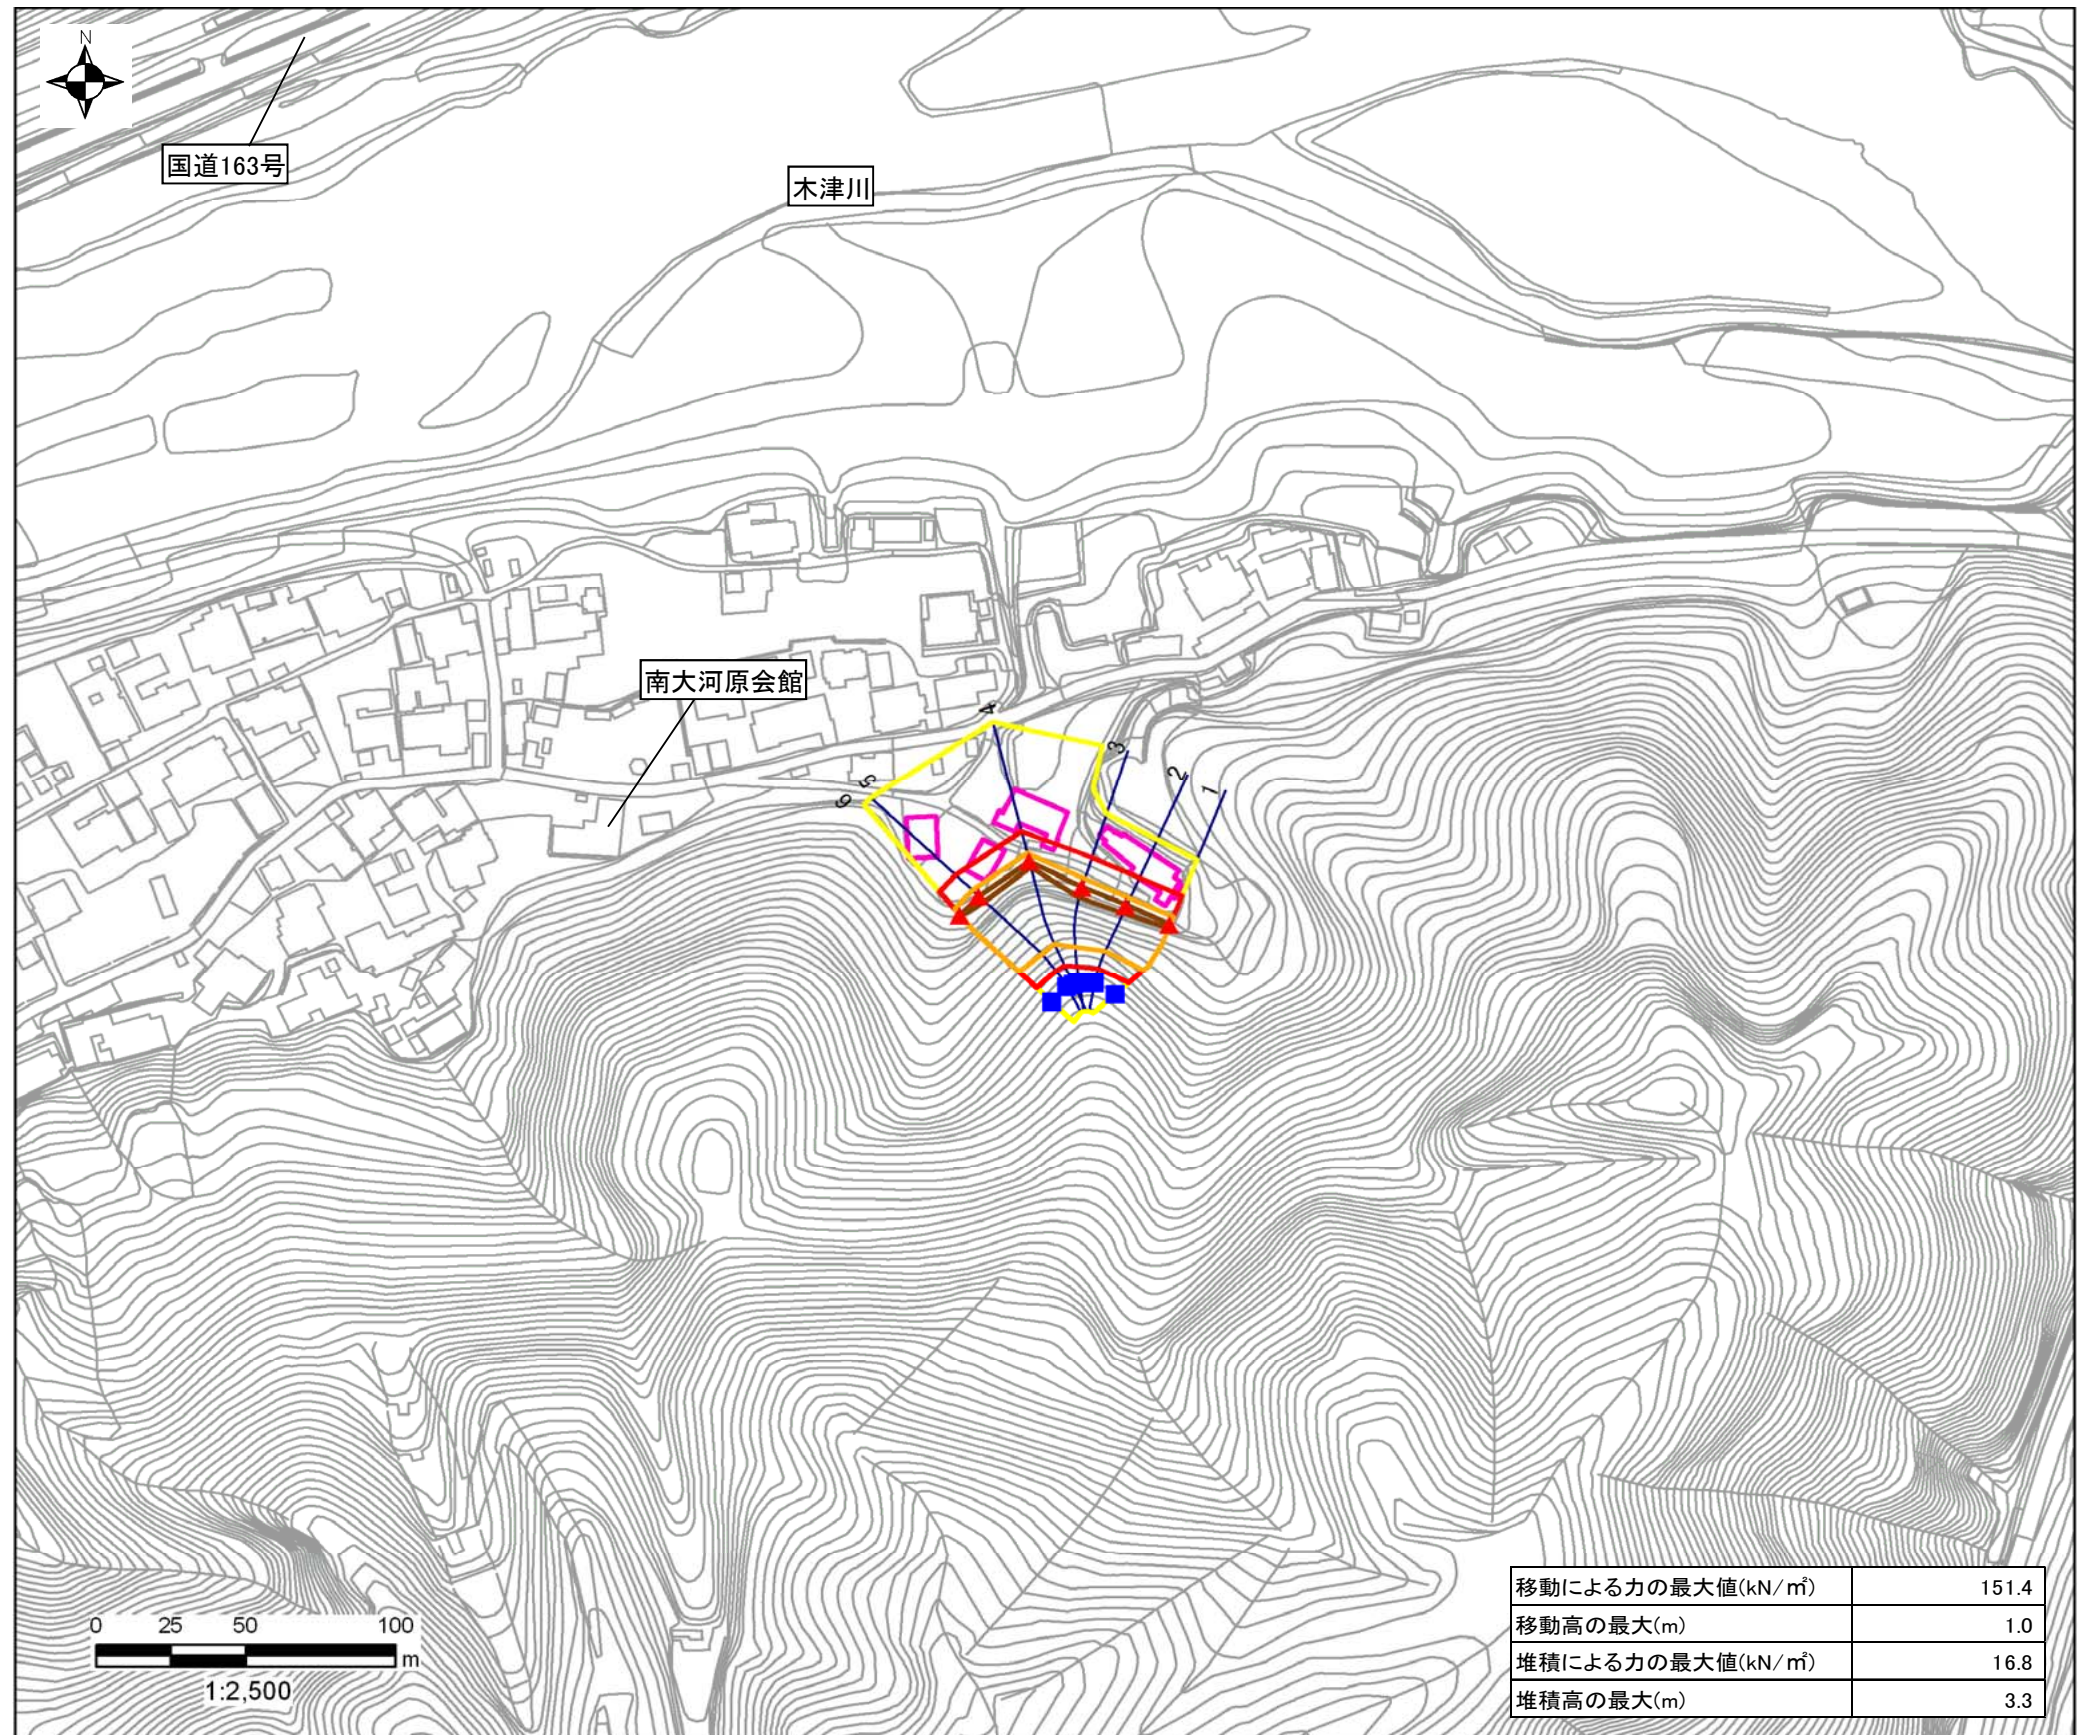 N
国道163号
木津川
南大河原会館
4
3
2
1
5
6
0 25 50 100
m
1:2,500
移動による力の最大値(kN/㎡) 151.4
移動高の最大(m) 1.0
堆積による力の最大値(kN/㎡) 16.8
堆積高の最大(m) 3.3